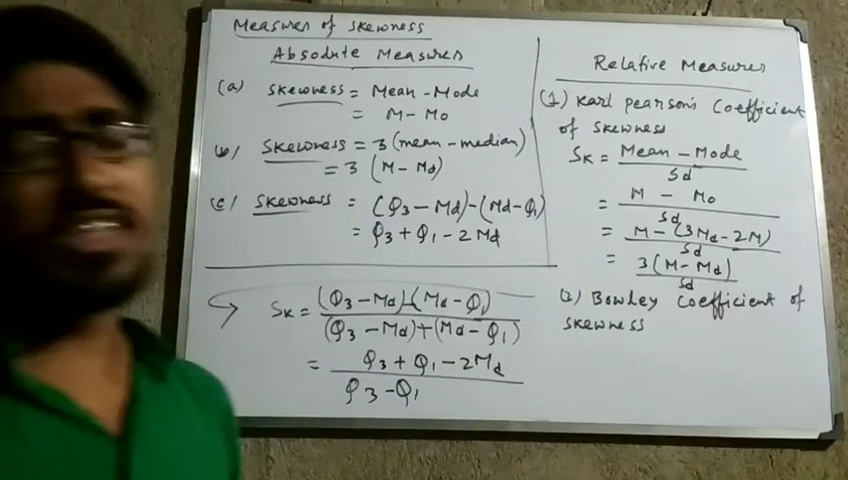 Measures of skewness
Absolute Measures
(a) skewness = Mean - Mode
= M - Mo
(b) skewness = 3 (mean - median)
= 3 (M - Md)
(c) skewness = (Q3 - Md) - (Md - Q1)
= Q3 + Q1 - 2Md
Relative Measures
(1) Karl pearson's coefficient
of skewness
SK = Mean - Mode / Sd
= M - Mo / Sd
= M - (3Md - 2M) / Sd
= 3(M - Md) / Sd
(2) Bowley coefficient of
skewness
SK = (Q3 - Md) - (Md - Q1) / (Q3 - Md) + (Md - Q1)
= Q3 + Q1 - 2Md / Q3 - Q1